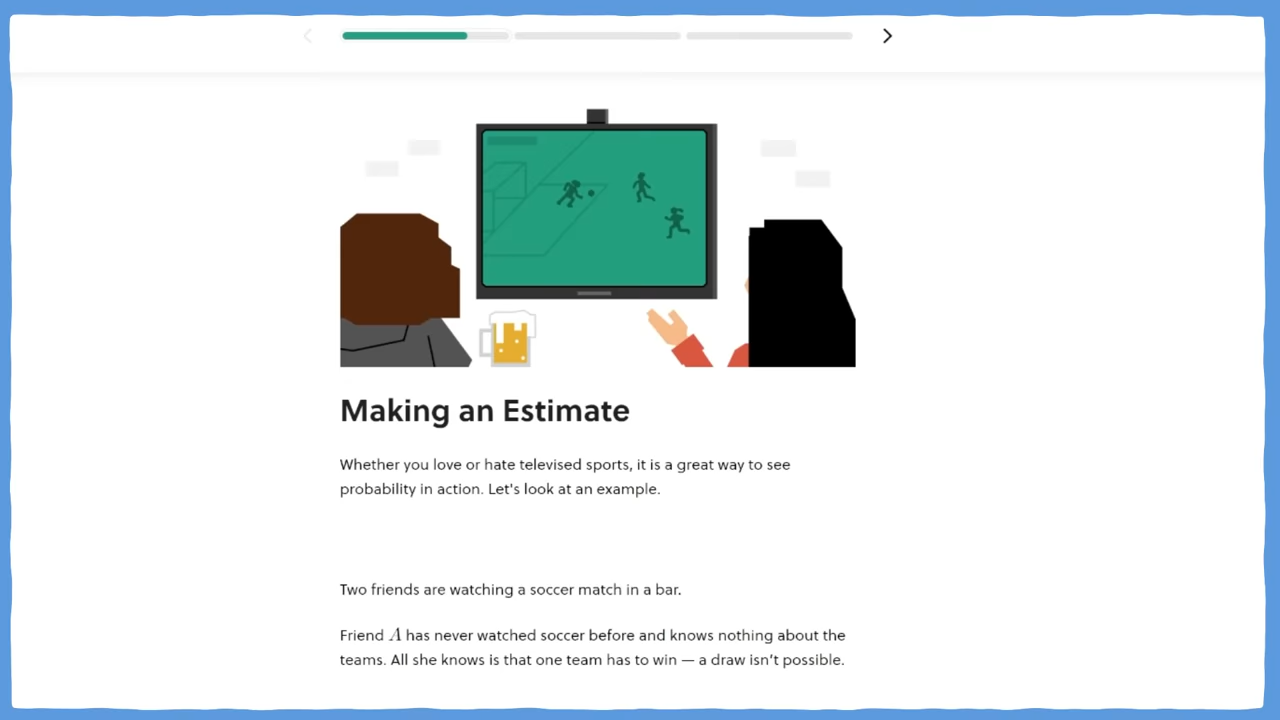 Making an Estimate
Whether you love or hate televised sports, it is a great way to see
probability in action. Let's look at an example.
Two friends are watching a soccer match in a bar.
Friend A has never watched soccer before and knows nothing about the
teams. All she knows is that one team has to win — a draw isn't possible.